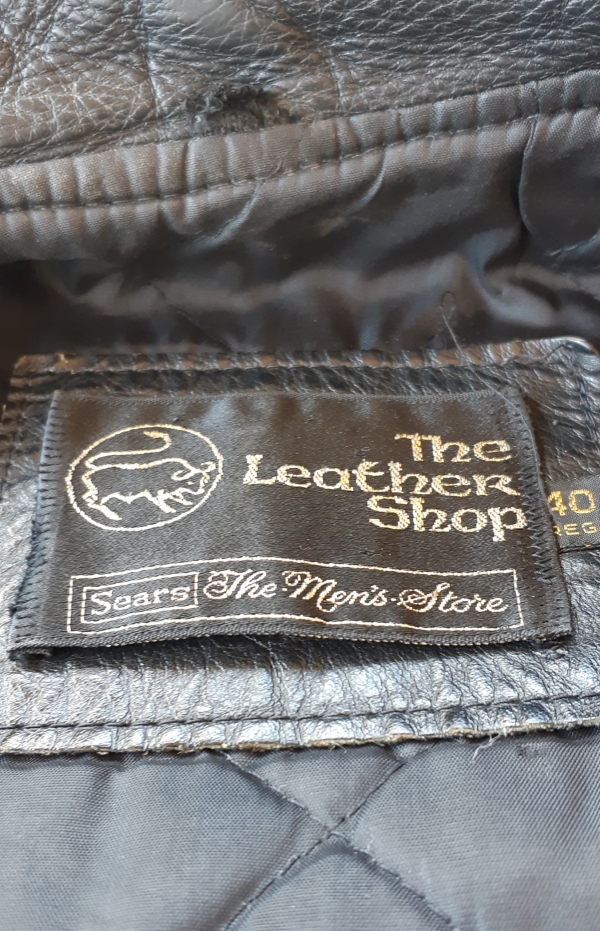 The
Leather
Shop
40
REG
Sears The Men's Store